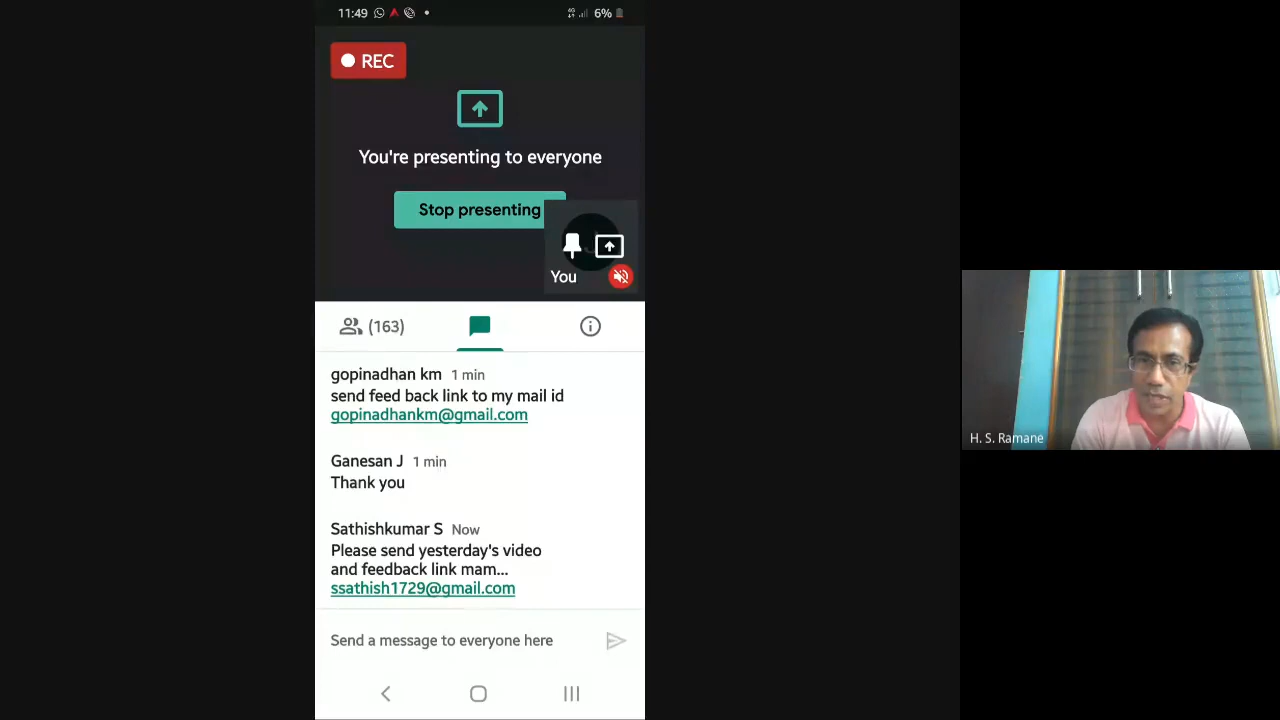 11:49
4G
6%
REC
You're presenting to everyone
Stop presenting
You
(163)
gopinadhan km 1 min
send feed back link to my mail id
gopinadhankm@gmail.com
Ganesan J 1 min
Thank you
Sathishkumar S Now
Please send yesterday's video
and feedback link mam...
ssathish1729@gmail.com
Send a message to everyone here
H. S. Ramane